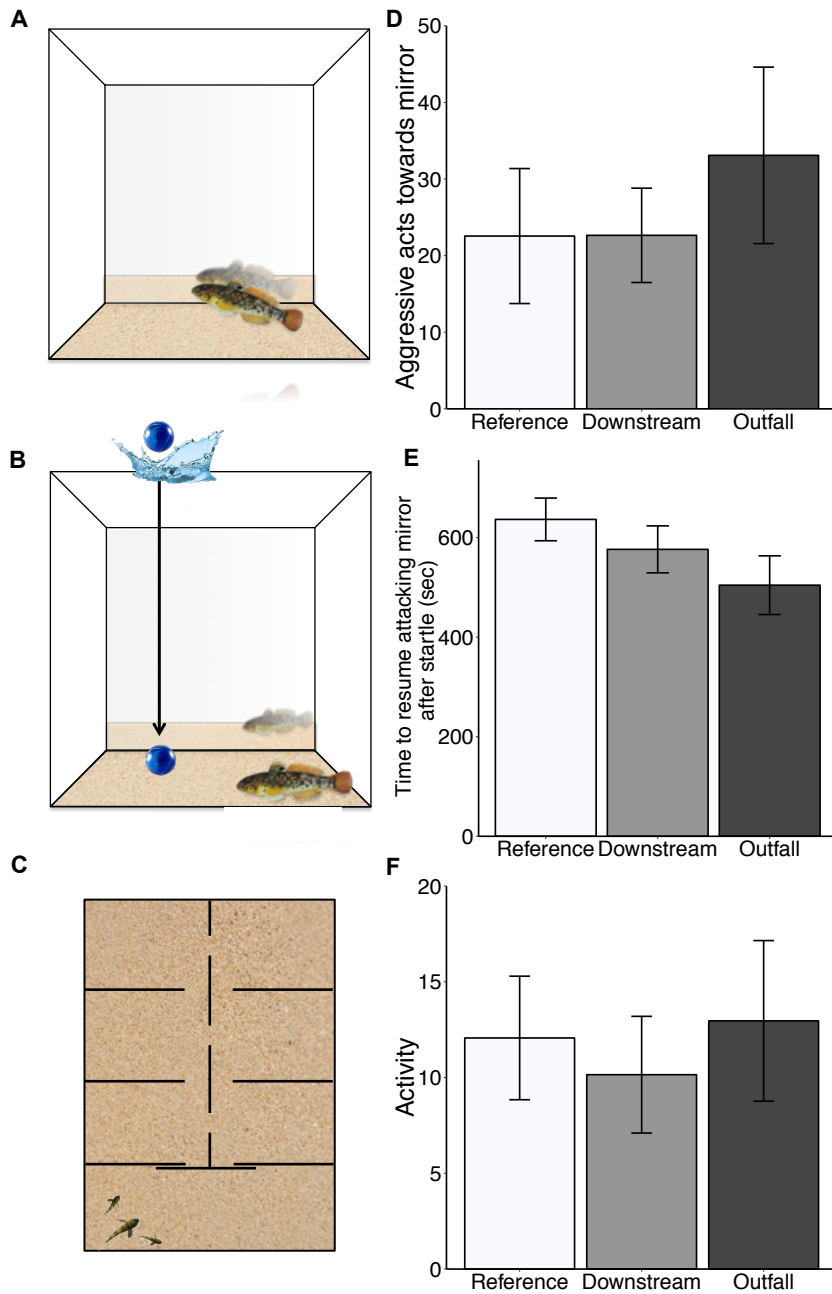 A
B
C
D
Aggressive acts towards mirror
50
40
30
20
10
0
Reference Downstream Outfall
E
Time to resume attacking mirror
after startle (sec)
600
400
200
0
Reference Downstream Outfall
F
Activity
20
15
10
5
0
Reference Downstream Outfall